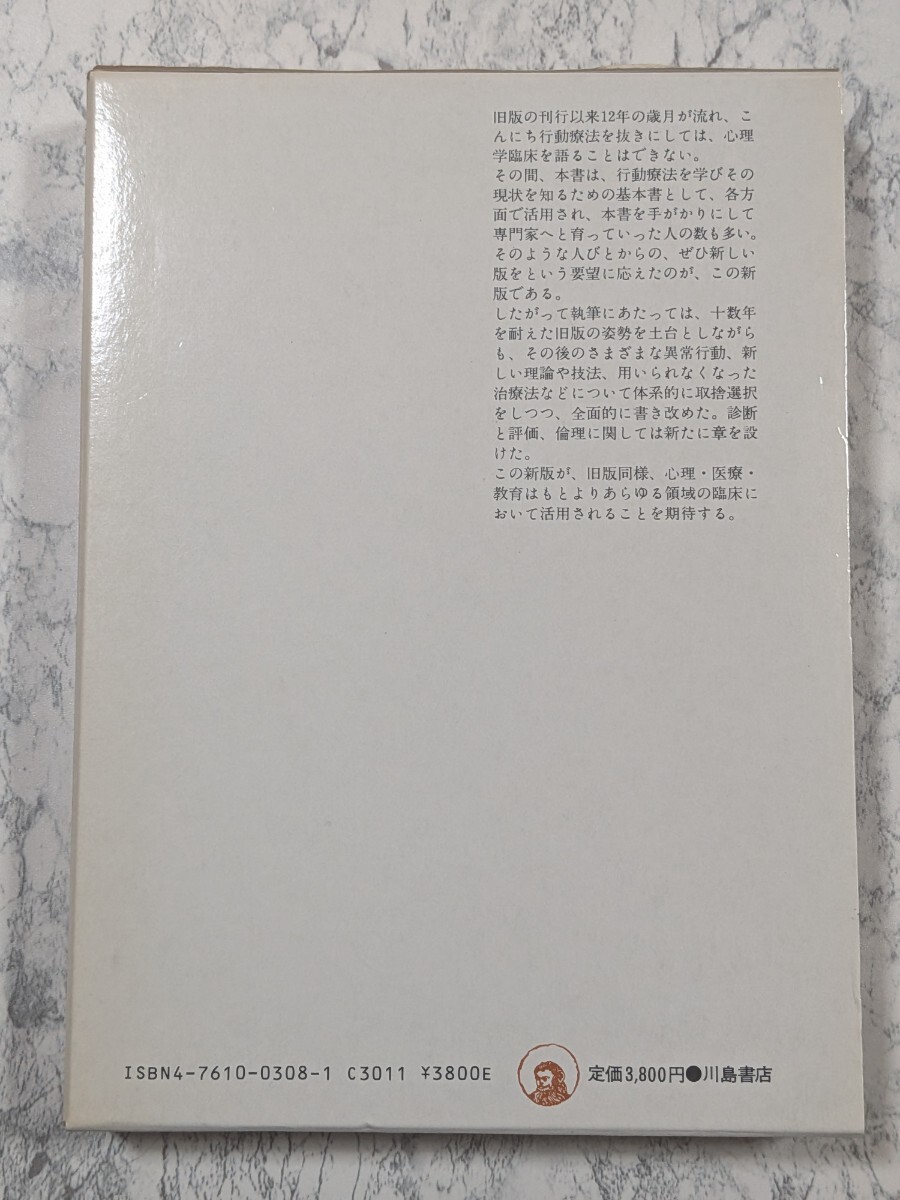 旧版の刊行以来12年の歳月が流れ、こ
んにち行動療法を抜きにしては、心理
学臨床を語ることはできない。
その間、本書は、行動療法を学びその
現状を知るための基本書として、各方
面で活用され、本書を手がかりにして
専門家へと育っていった人の数も多い。
そのような人びとからの、ぜひ新しい
版をという要望に応えたのが、この新
版である。
したがって執筆にあたっては、十数年
を耐えた旧版の姿勢を土台としながら
も、その後のさまざまな異常行動、新
しい理論や技法、用いられなくなった
治療法などについて体系的に取捨選択
をしつつ、全面的に書き改めた。診断
と評価、倫理に関しては新たに章を設
けた。
この新版が、旧版同様、心理・医療・
教育はもとよりあらゆる領域の臨床に
おいて活用されることを期待する。
ISBN4-7610-0308-1 C3011 ¥3800E 定価3,800円●川島書店